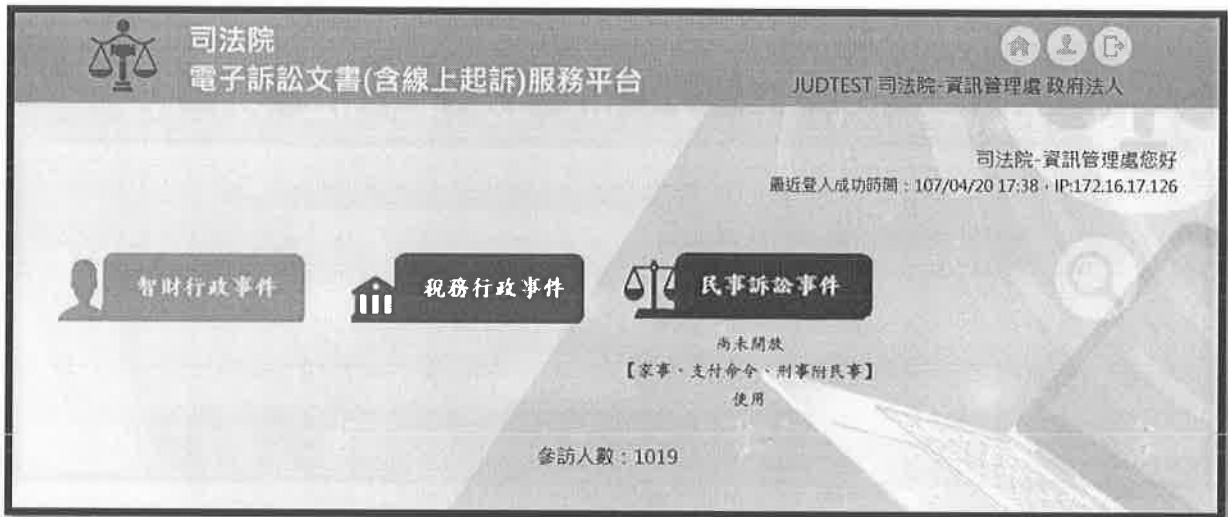 司法院
電子訴訟文書(含線上起訴)服務平台
JUDTEST 司法院-資訊管理處 政府法人
司法院-資訊管理處您好
最近登入成功時間：107/04/20 17:38，IP:172.16.17.126
智財行政事件
稅務行政事件
民事訴訟事件
尚未開放
【家事、支付命令、刑事附民事】
使用
參訪人數：1019